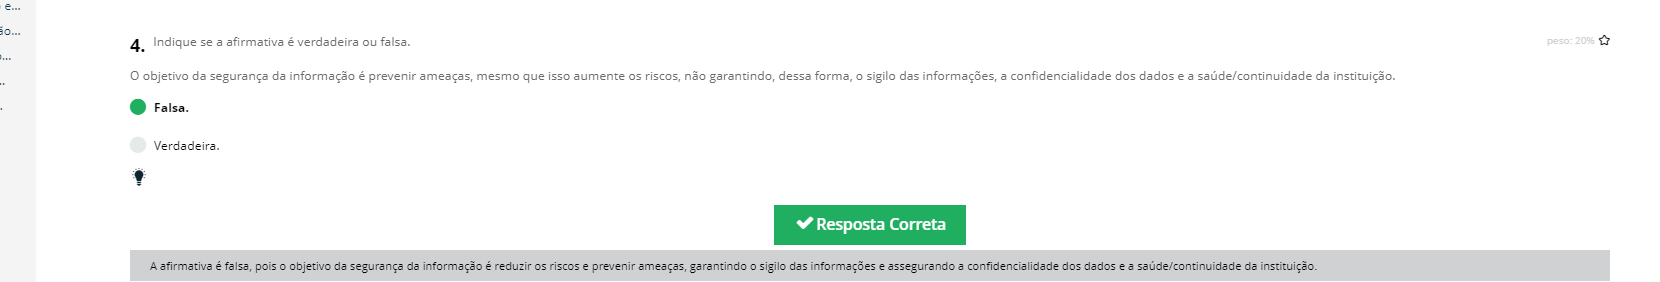 e...
ão...
...
..
.
4. Indique se a afirmativa é verdadeira ou falsa.
peso: 20%
O objetivo da segurança da informação é prevenir ameaças, mesmo que isso aumente os riscos, não garantindo, dessa forma, o sigilo das informações, a confidencialidade dos dados e a saúde/continuidade da instituição.
Falsa.
Verdadeira.
Resposta Correta
A afirmativa é falsa, pois o objetivo da segurança da informação é reduzir os riscos e prevenir ameaças, garantindo o sigilo das informações e assegurando a confidencialidade dos dados e a saúde/continuidade da instituição.